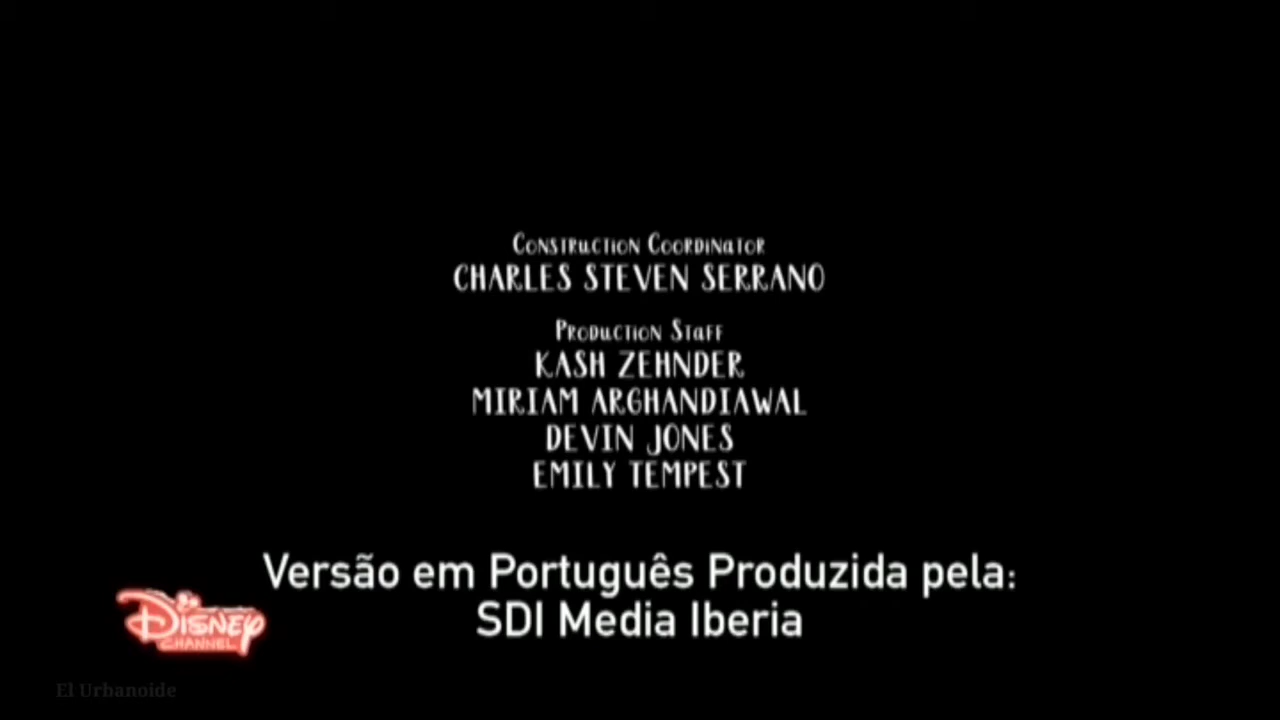 Construction Coordinator
CHARLES STEVEN SERRANO
Production Staff
KASH ZEHNDER
MIRIAM ARGHANDIAWAL
DEVIN JONES
EMILY TEMPEST
Versão em Português Produzida pela:
SDI Media Iberia
Disney
CHANNEL
El Urbanoide